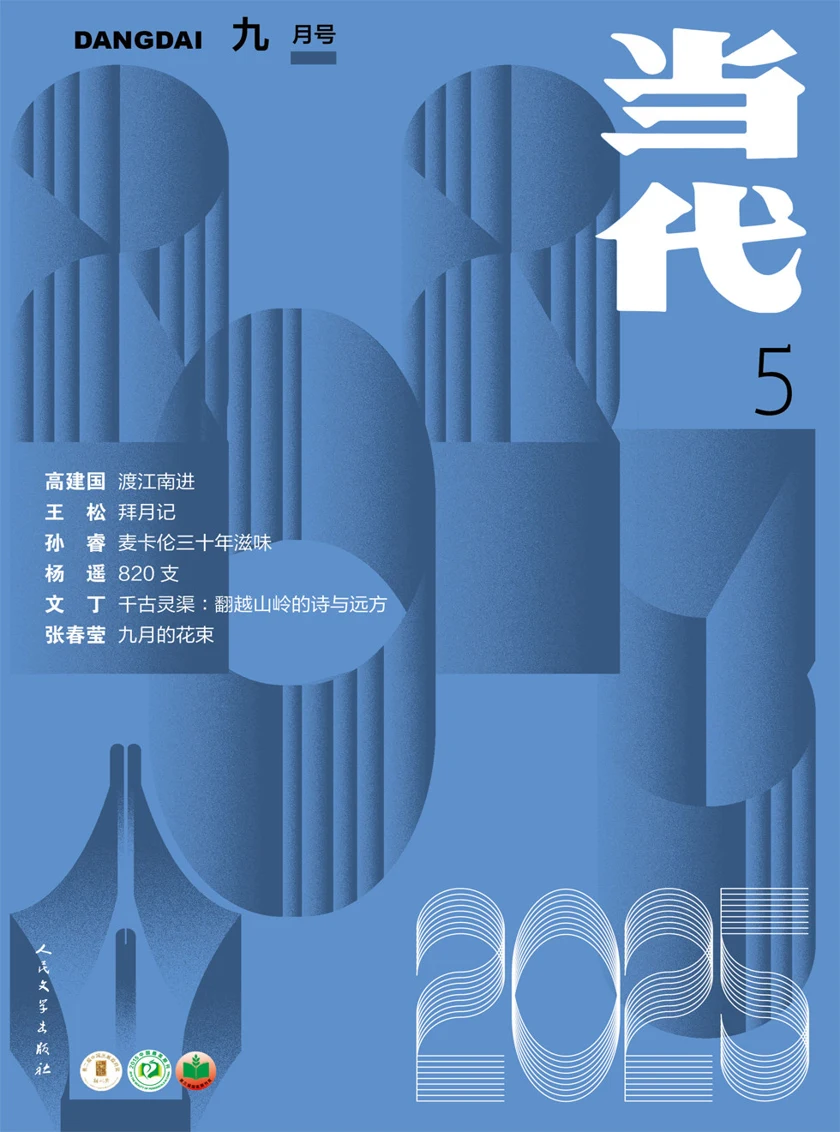 DANGDAI 九月号
当代
5
高建国 渡江南进
王松 拜月记
孙睿 麦卡伦三十年滋味
杨遥 820支
文丁 千古灵渠：翻越山岭的诗与远方
张春莹 九月的花束
2025
人民文学出版社